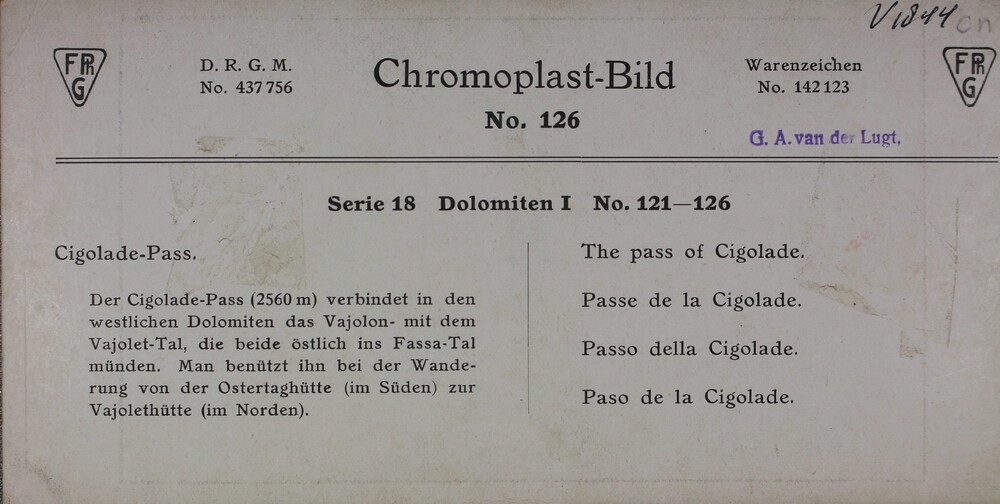 V1844 on
FPh
G
D. R. G. M.
No. 437 756
Chromoplast-Bild
No. 126
Warenzeichen
No. 142 123
FPh
G
G. A. van der Lugt,
Serie 18 Dolomiten I No. 121—126
Cigolade-Pass.
Der Cigolade-Pass (2560 m) verbindet in den
westlichen Dolomiten das Vajolon- mit dem
Vajolet-Tal, die beide östlich ins Fassa-Tal
münden. Man benützt ihn bei der Wande-
rung von der Ostertaghütte (im Süden) zur
Vajolethütte (im Norden).
The pass of Cigolade.
Passe de la Cigolade.
Passo della Cigolade.
Paso de la Cigolade.